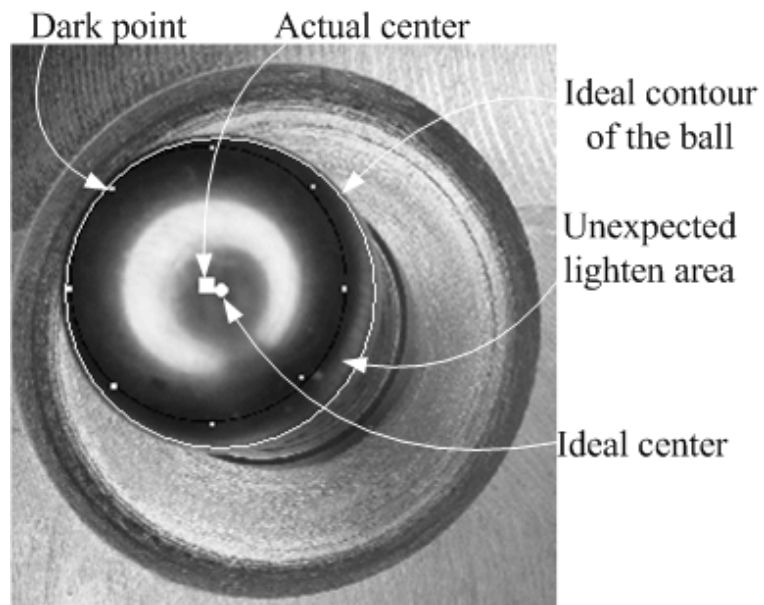 Dark point
Actual center
Ideal contour
of the ball
Unexpected
lighten area
Ideal center